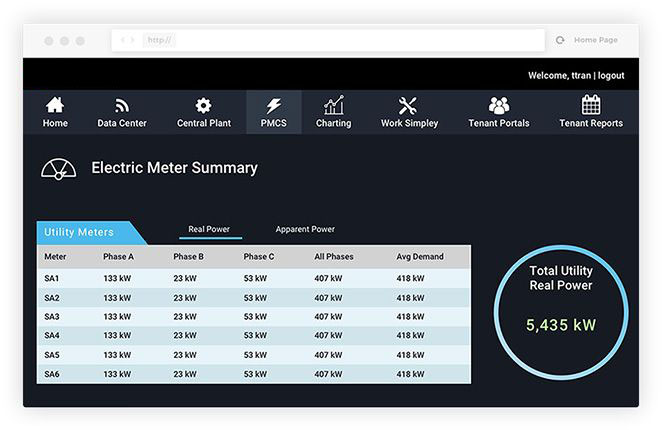 http:// Home Page
Welcome, ttran | logout
Home Data Center Central Plant PMCS Charting Work Simpley Tenant Portals Tenant Reports
Electric Meter Summary
Utility Meters Real Power Apparent Power
Meter Phase A Phase B Phase C All Phases Avg Demand
SA1 133 kW 23 kW 53 kW 407 kW 418 kW
SA2 133 kW 23 kW 53 kW 407 kW 418 kW
SA3 133 kW 23 kW 53 kW 407 kW 418 kW
SA4 133 kW 23 kW 53 kW 407 kW 418 kW
SA5 133 kW 23 kW 53 kW 407 kW 418 kW
SA6 133 kW 23 kW 53 kW 407 kW 418 kW
Total Utility
Real Power
5,435 kW